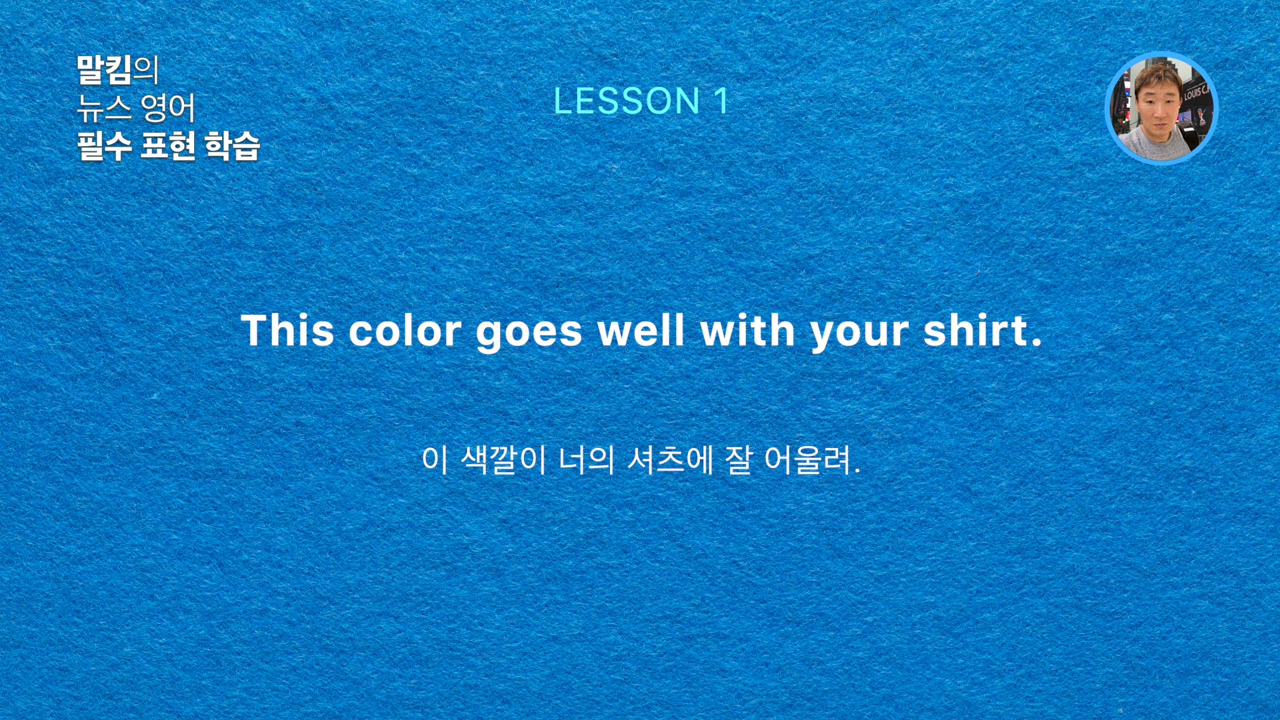 말킴의
뉴스 영어
필수 표현 학습
LESSON 1
This color goes well with your shirt.
이 색깔이 너의 셔츠에 잘 어울려.